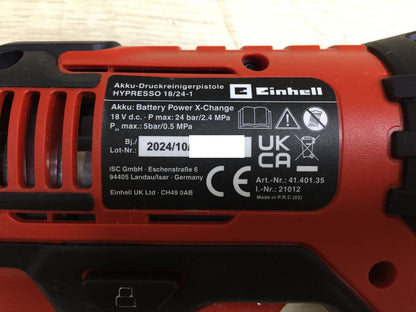 Akku-Druckreinigerpistole
HYPRESSO 18/24-1
Einhell
Akku: Battery Power X-Change
18 V d.c. · P max: 24 bar/2.4 MPa
P in max.: 5bar/0.5 MPa
Bj./
Lot-Nr.:
2024/10/
UK
CA
ISC GmbH · Eschenstraße 6
94405 Landau/Isar · Germany
Einhell UK Ltd · CH49 0AB
CE
Art.-Nr.: 41.401.35
I.-Nr.: 21012
Made in P.R.C.(03)